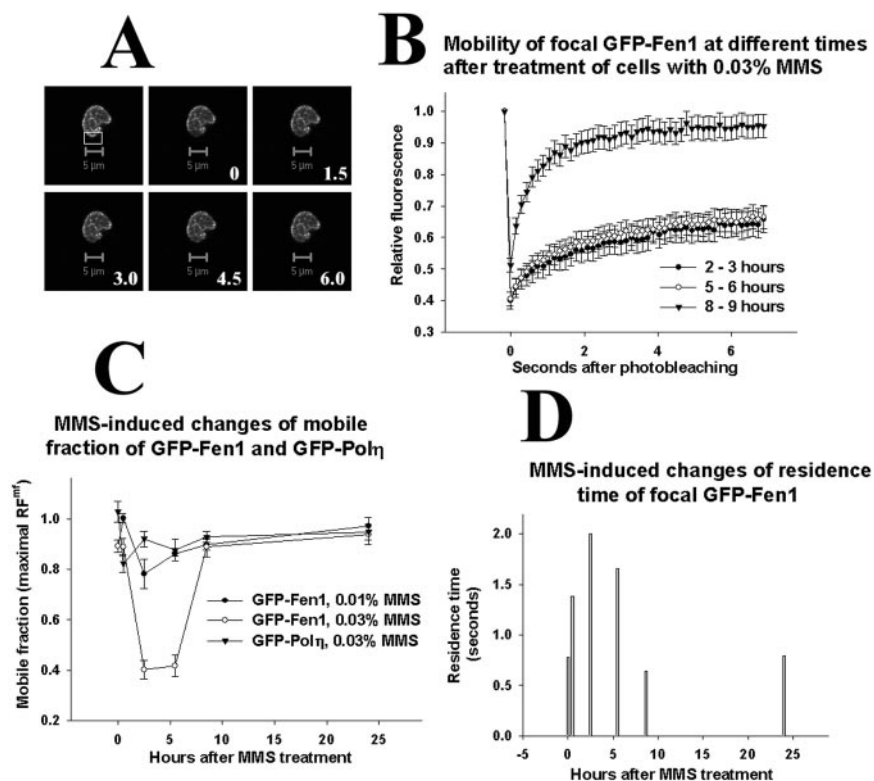 A
5 µm
5 µm
0
5 µm
1.5
5 µm
3.0
5 µm
4.5
5 µm
6.0
B
Mobility of focal GFP-Fen1 at different times
after treatment of cells with 0.03% MMS
Relative fluorescence
1.0
0.9
0.8
0.7
0.6
0.5
0.4
0.3
2 - 3 hours
5 - 6 hours
8 - 9 hours
0 2 4 6
Seconds after photobleaching
C
MMS-induced changes of mobile
fraction of GFP-Fen1 and GFP-Polη
Mobile fraction (maximal RFmf)
1.0
0.8
0.6
0.4
0.2
GFP-Fen1, 0.01% MMS
GFP-Fen1, 0.03% MMS
GFP-Polη, 0.03% MMS
0 5 10 15 20 25
Hours after MMS treatment
D
MMS-induced changes of residence
time of focal GFP-Fen1
Residence time
(seconds)
2.0
1.5
1.0
0.5
0.0
-5 0 5 10 15 20 25
Hours after MMS treatment